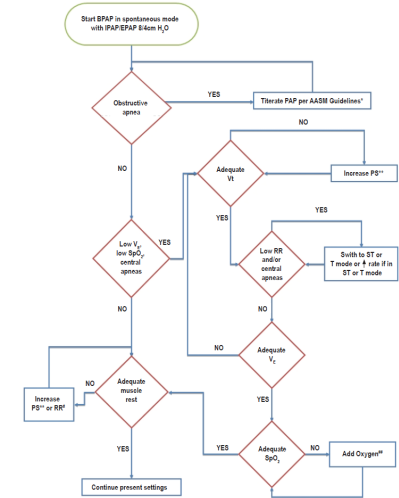 Start BPAP in spontaneous mode
with IPAP/EPAP 8/4cm H₂O
Obstructive
apnea
YES
Titerate PAP per AASM Guidelines*
NO
NO
Adequate
Vt
Increase PS**
YES
YES
Low Vₑ,
low SpO₂,
central
apneas
YES
Low RR
and/or
central
apneas
Swith to ST or
T mode or ↑ rate if in
ST or T mode
NO
NO
NO
Adequate
Vₑ
Adequate
muscle
rest
NO
Increase
PS** or RR#
YES
YES
YES
Adequate
SpO₂
NO
Add Oxygen##
Continue present settings